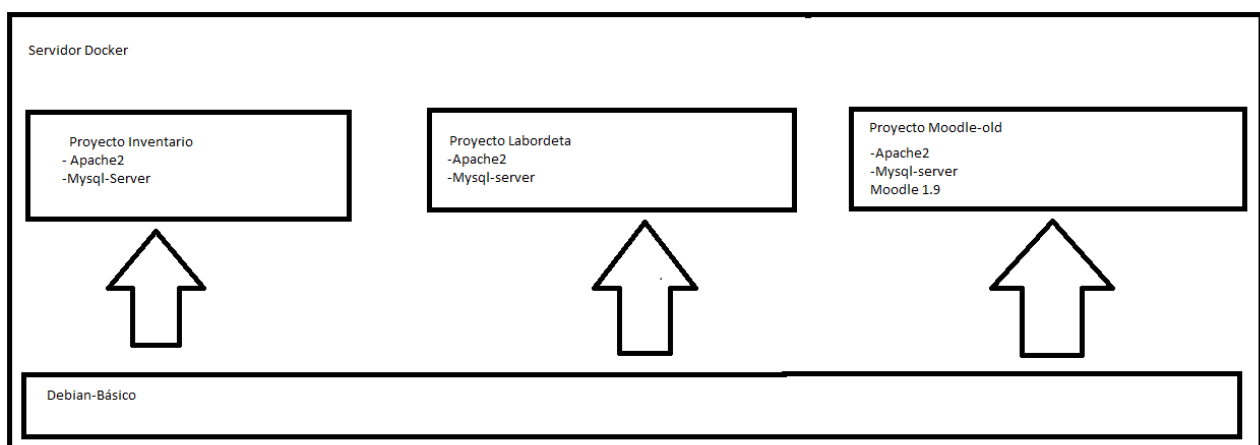 Servidor Docker
Proyecto Inventario
- Apache2
-Mysql-Server
Proyecto Labordeta
-Apache2
-Mysql-server
Proyecto Moodle-old
-Apache2
-Mysql-server
Moodle 1.9
Debian-Básico